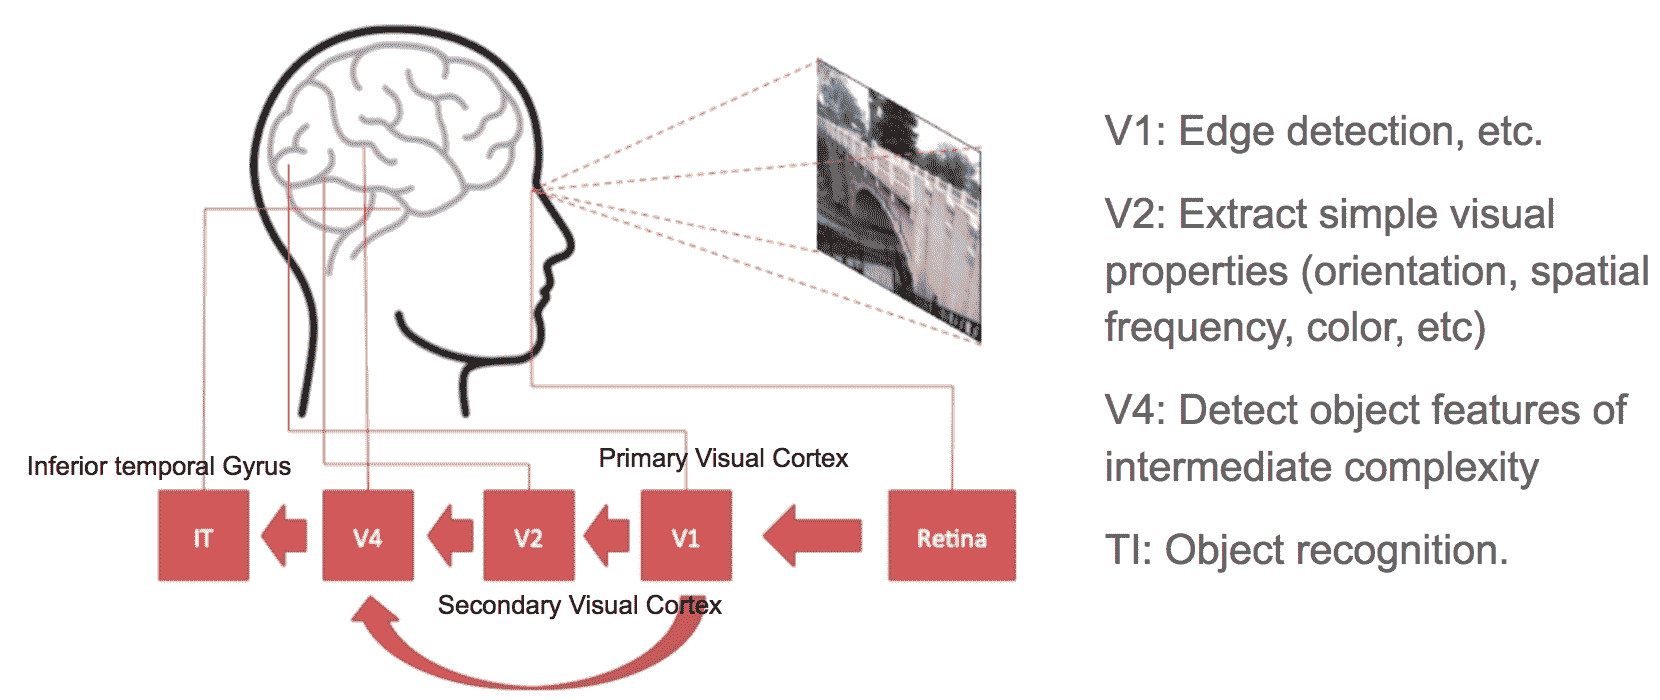 V1: Edge detection, etc.
V2: Extract simple visual
properties (orientation, spatial
frequency, color, etc)
V4: Detect object features of
intermediate complexity
TI: Object recognition.
Inferior temporal Gyrus
Primary Visual Cortex
IT
V4
V2
V1
Retina
Secondary Visual Cortex